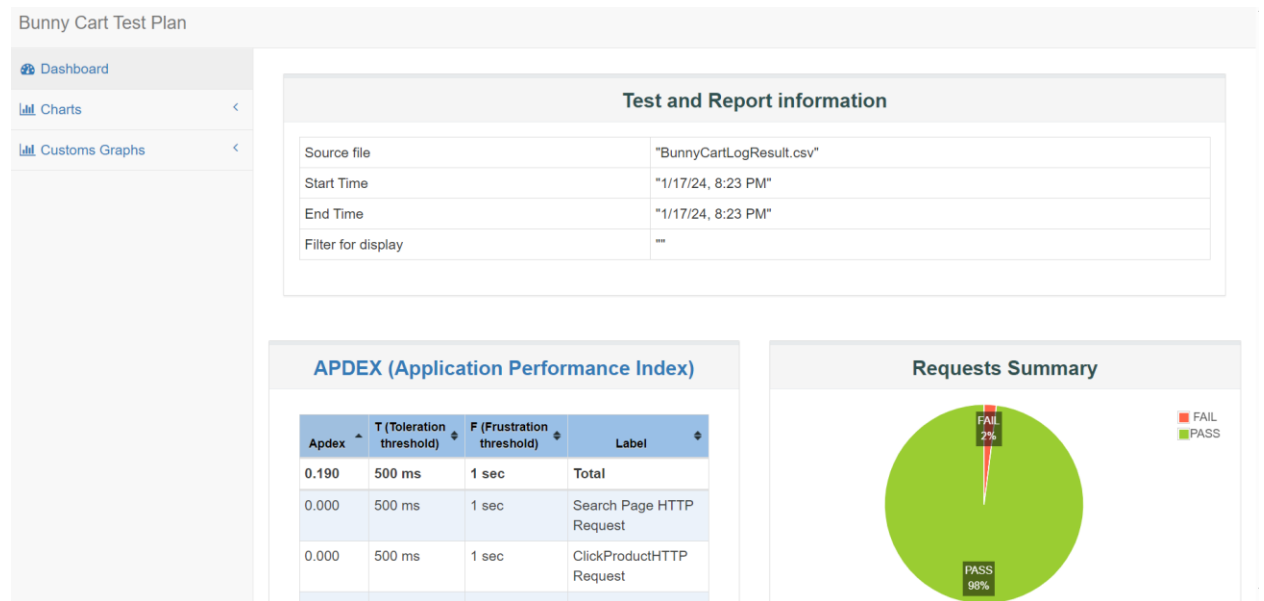 Bunny Cart Test Plan
Dashboard
Charts
Customs Graphs
Test and Report information
Source file "BunnyCartLogResult.csv"
Start Time "1/17/24, 8:23 PM"
End Time "1/17/24, 8:23 PM"
Filter for display ""
APDEX (Application Performance Index)
Apdex T (Toleration threshold) F (Frustration threshold) Label
0.190 500 ms 1 sec Total
0.000 500 ms 1 sec Search Page HTTP
Request
0.000 500 ms 1 sec ClickProductHTTP
Request
Requests Summary
FAIL
PASS
FAIL
2%
PASS
98%